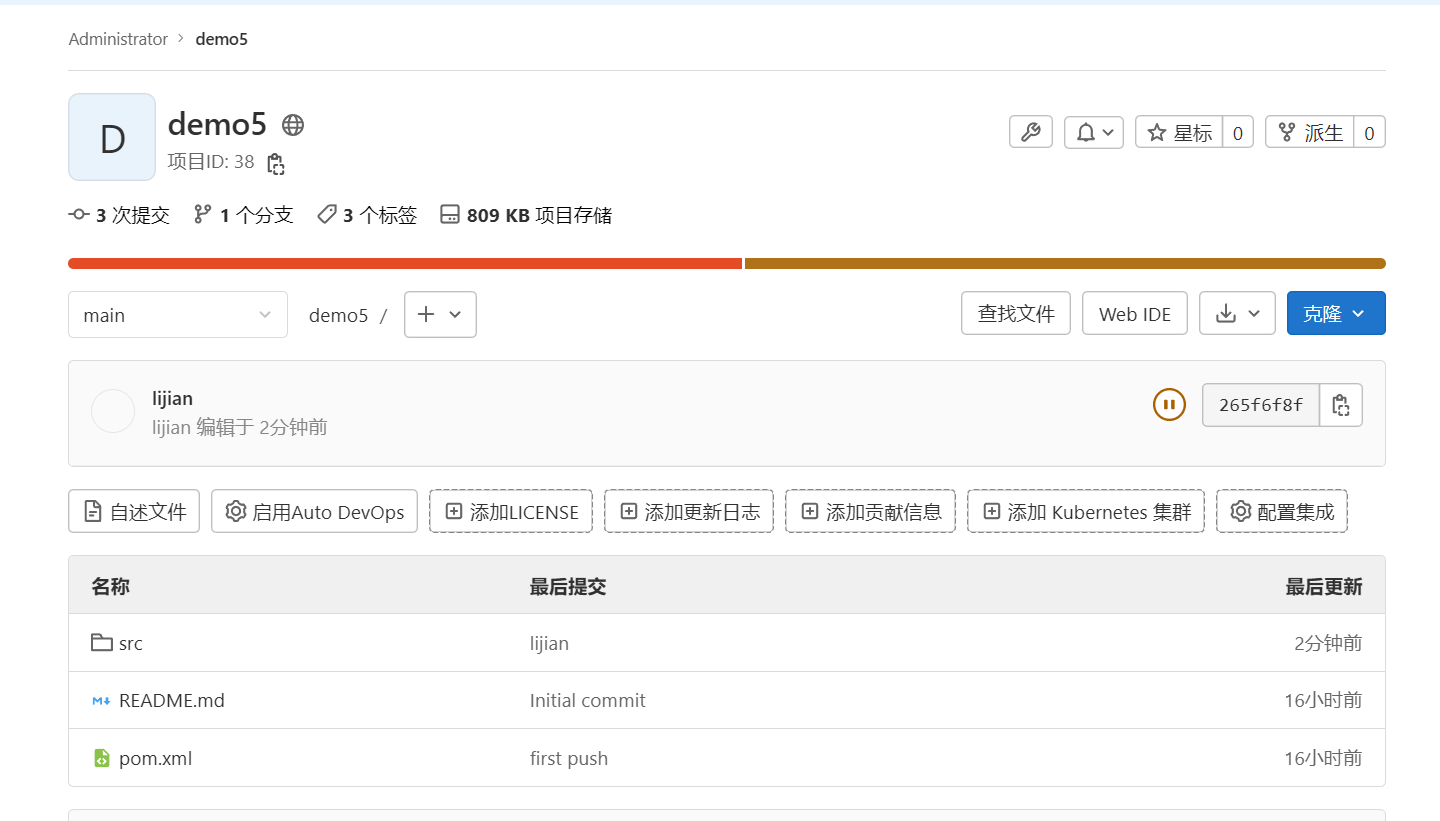 Administrator > demo5
D
demo5
项目ID: 38
星标 0
派生 0
3 次提交 1 个分支 3 个标签 809 KB 项目存储
main
demo5 /
查找文件
Web IDE
克隆
lijian
lijian 编辑于 2分钟前
265f6f8f
自述文件
启用Auto DevOps
添加LICENSE
添加更新日志
添加贡献信息
添加 Kubernetes 集群
配置集成
名称 最后提交 最后更新
src lijian 2分钟前
README.md Initial commit 16小时前
pom.xml first push 16小时前